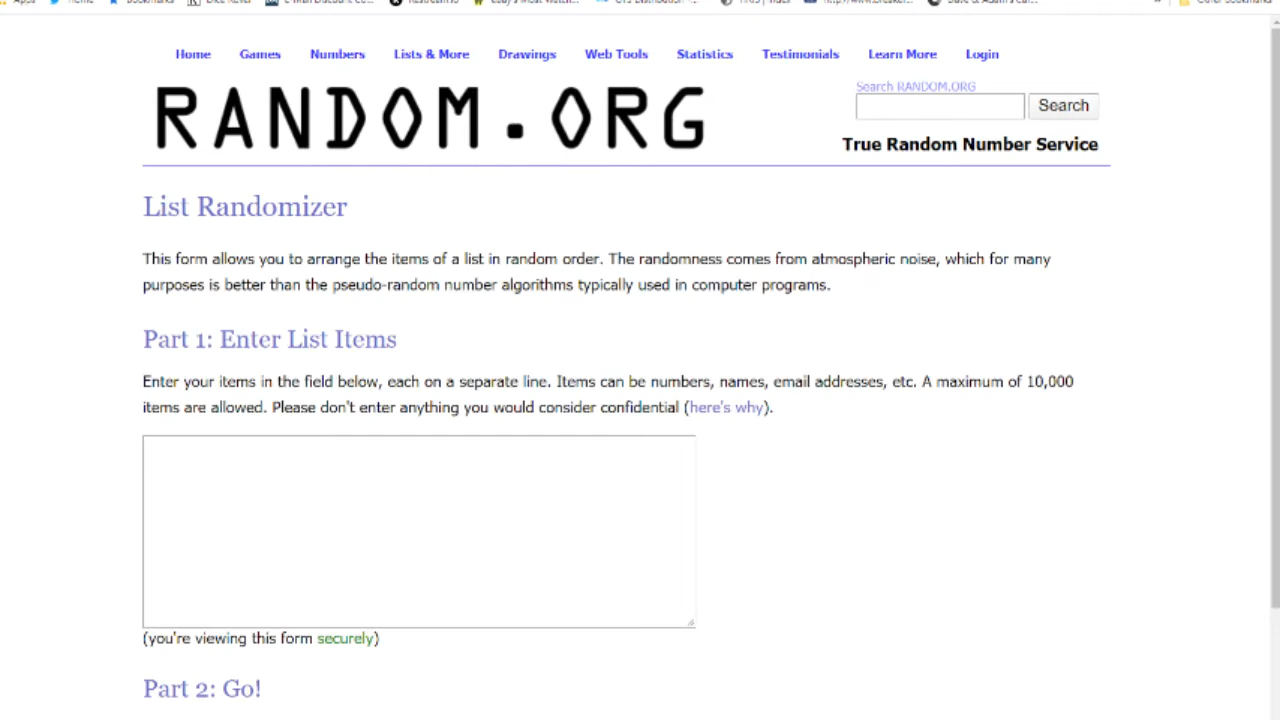 Home Games Numbers Lists & More Drawings Web Tools Statistics Testimonials Learn More Login
RANDOM.ORG
Search RANDOM.ORG
Search
True Random Number Service
List Randomizer
This form allows you to arrange the items of a list in random order. The randomness comes from atmospheric noise, which for many
purposes is better than the pseudo-random number algorithms typically used in computer programs.
Part 1: Enter List Items
Enter your items in the field below, each on a separate line. Items can be numbers, names, email addresses, etc. A maximum of 10,000
items are allowed. Please don't enter anything you would consider confidential (here's why).
(you're viewing this form securely)
Part 2: Go!